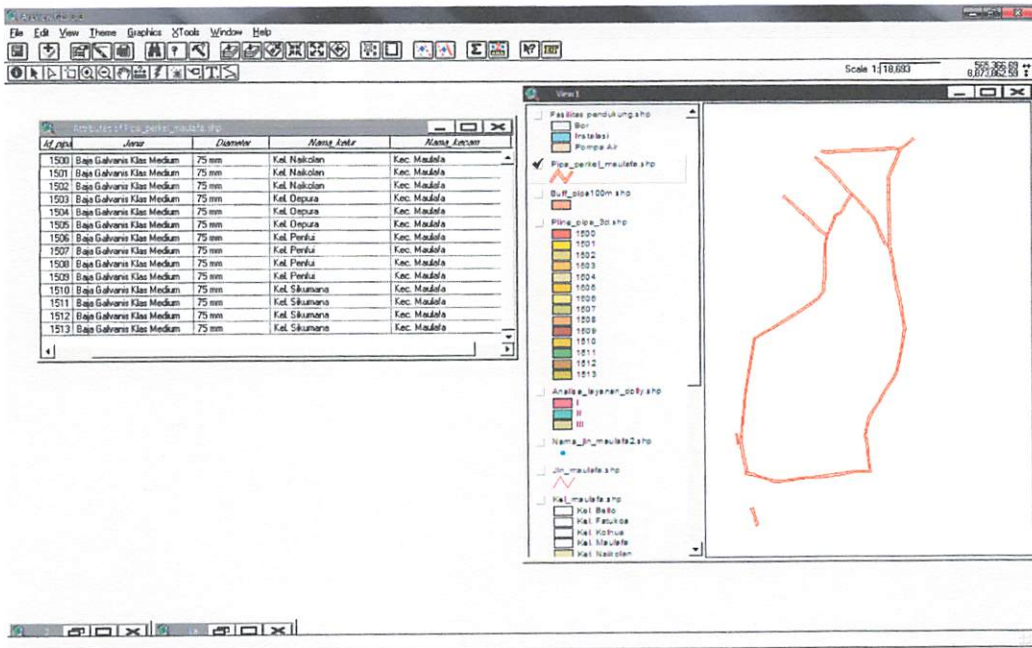 File Edit View Theme Graphics XTools Window Help
Scale 1: 18,693
View1
Attributes of Pipa_perkel_maulafa.shp
Id_pipa Jenis Diameter Nama_kelur Nama_kecam
1500 Baja Galvanis Klas Medium 75 mm Kel. Naikolan Kec. Maulafa
1501 Baja Galvanis Klas Medium 75 mm Kel. Naikolan Kec. Maulafa
1502 Baja Galvanis Klas Medium 75 mm Kel. Naikolan Kec. Maulafa
1503 Baja Galvanis Klas Medium 75 mm Kel. Oepura Kec. Maulafa
1504 Baja Galvanis Klas Medium 75 mm Kel. Oepura Kec. Maulafa
1505 Baja Galvanis Klas Medium 75 mm Kel. Oepura Kec. Maulafa
1506 Baja Galvanis Klas Medium 75 mm Kel. Penfui Kec. Maulafa
1507 Baja Galvanis Klas Medium 75 mm Kel. Penfui Kec. Maulafa
1508 Baja Galvanis Klas Medium 75 mm Kel. Penfui Kec. Maulafa
1509 Baja Galvanis Klas Medium 75 mm Kel. Penfui Kec. Maulafa
1510 Baja Galvanis Klas Medium 75 mm Kel. Sikumana Kec. Maulafa
1511 Baja Galvanis Klas Medium 75 mm Kel. Sikumana Kec. Maulafa
1512 Baja Galvanis Klas Medium 75 mm Kel. Sikumana Kec. Maulafa
1513 Baja Galvanis Klas Medium 75 mm Kel. Sikumana Kec. Maulafa
Fasilitas pendukung.shp
Bor
Instalasi
Pompa Air
Pipa_perkel_maulafa.shp
Buff_pipa100m.shp
Pline_pipa_3d.shp
1500
1501
1502
1503
1504
1505
1506
1507
1508
1509
1510
1511
1512
1513
Analisa_layanan_polly.shp
I
II
III
Nama_jln_maulafa2.shp
Jln_maulafa.shp
Kel_maulafa.shp
Kel. Bello
Kel. Fatukoa
Kel. Kolhua
Kel. Maulafa
Kel. Naikolan